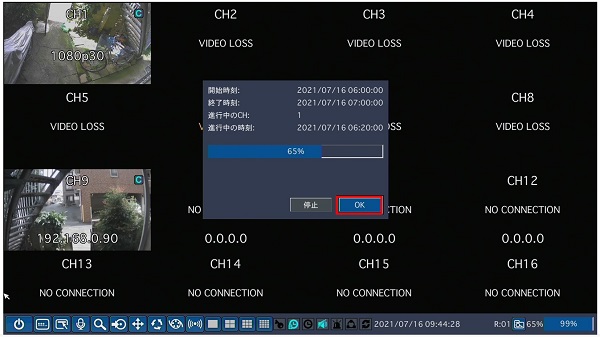 CH1 C
CH2
CH3
CH4
1080p30
VIDEO LOSS
VIDEO LOSS
VIDEO LOSS
開始時刻: 2021/07/16 06:00:00
終了時刻: 2021/07/16 07:00:00
進行中のCH: 1
進行中の時刻: 2021/07/16 06:20:00
65%
停止 OK
CH5
CH8
VIDEO LOSS
VIDEO LOSS
CH9 C
CH12
NO CONNECTION
192.168.0.90
0.0.0.0
0.0.0.0
0.0.0.0
CH13
CH14
CH15
CH16
NO CONNECTION
NO CONNECTION
NO CONNECTION
NO CONNECTION
2021/07/16 09:44:28 R:01 65% 99%